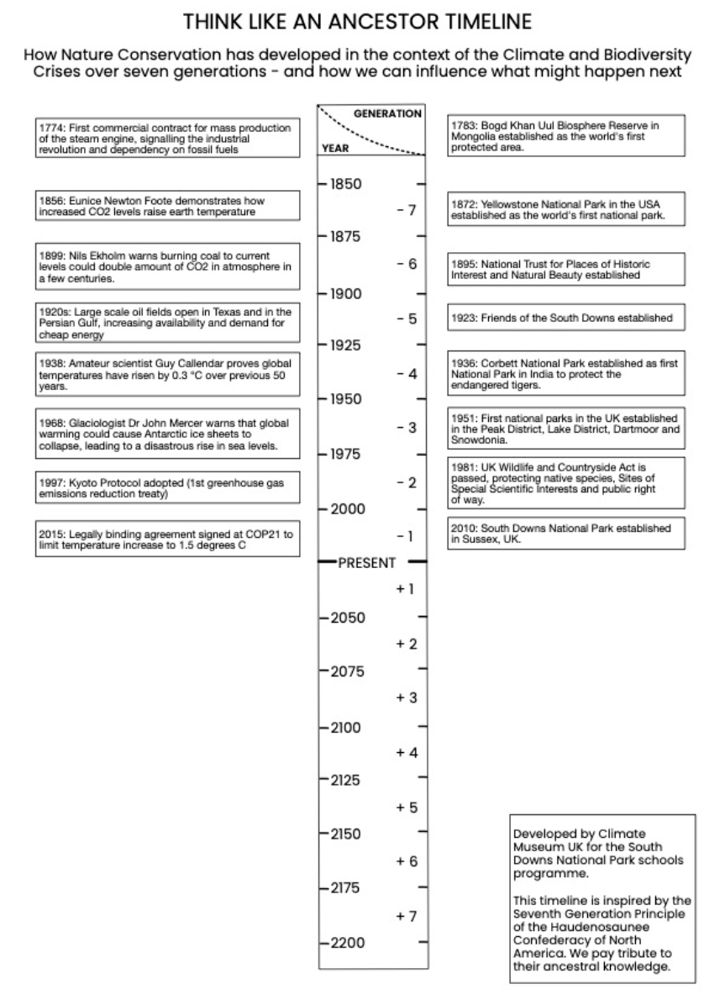 THINK LIKE AN ANCESTOR TIMELINE
How Nature Conservation has developed in the context of the Climate and Biodiversity
Crises over seven generations - and how we can influence what might happen next
GENERATION
YEAR
1774: First commercial contract for mass production
of the steam engine, signalling the industrial
revolution and dependency on fossil fuels
1783: Bogd Khan Uul Biosphere Reserve in
Mongolia established as the world's first
protected area.
1850
1856: Eunice Newton Foote demonstrates how
increased CO2 levels raise earth temperature
- 7
1872: Yellowstone National Park in the USA
established as the world's first national park.
1875
1899: Nils Ekholm warns burning coal to current
levels could double amount of CO2 in atmosphere in
a few centuries.
- 6
1895: National Trust for Places of Historic
Interest and Natural Beauty established
1900
1920s: Large scale oil fields open in Texas and in the
Persian Gulf, increasing availability and demand for
cheap energy
- 5
1923: Friends of the South Downs established
1925
1938: Amateur scientist Guy Callendar proves global
temperatures have risen by 0.3 °C over previous 50
years.
- 4
1936: Corbett National Park established as first
National Park in India to protect the
endangered tigers.
1950
1968: Glaciologist Dr John Mercer warns that global
warming could cause Antarctic ice sheets to
collapse, leading to a disastrous rise in sea levels.
- 3
1951: First national parks in the UK established
in the Peak District, Lake District, Dartmoor and
Snowdonia.
1975
1997: Kyoto Protocol adopted (1st greenhouse gas
emissions reduction treaty)
- 2
1981: UK Wildlife and Countryside Act is
passed, protecting native species, Sites of
Special Scientific Interests and public right
of way.
2000
2015: Legally binding agreement signed at COP21 to
limit temperature increase to 1.5 degrees C
- 1
2010: South Downs National Park established
in Sussex, UK.
PRESENT
+ 1
2050
+ 2
2075
+ 3
2100
+ 4
2125
+ 5
2150
+ 6
2175
+ 7
2200
Developed by Climate
Museum UK for the South
Downs National Park schools
programme.
This timeline is inspired by the
Seventh Generation Principle
of the Haudenosaunee
Confederacy of North
America. We pay tribute to
their ancestral knowledge.